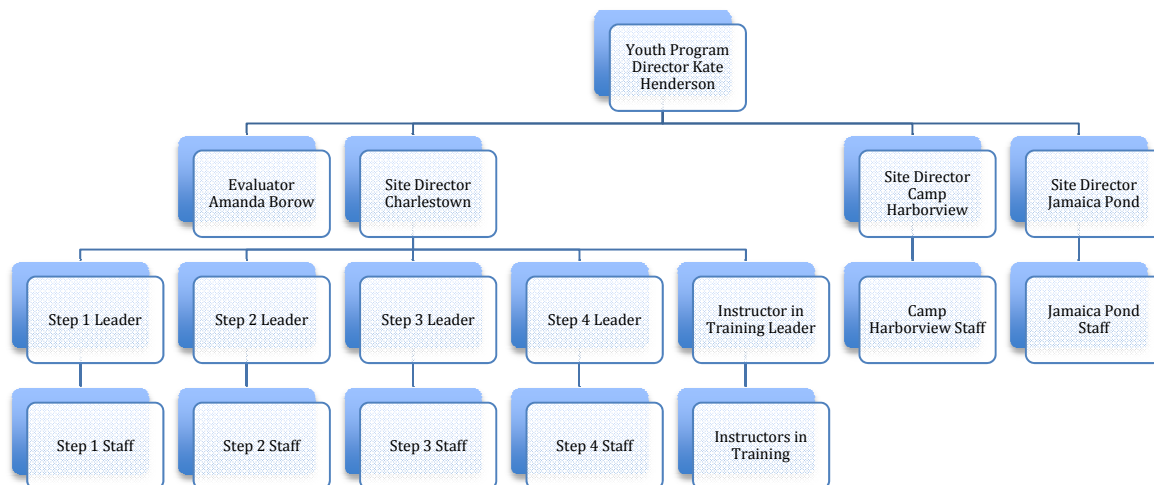 Youth Program
Director Kate
Henderson
Evaluator
Amanda Borow
Site Director
Charlestown
Site Director
Camp
Harborview
Site Director
Jamaica Pond
Step 1 Leader
Step 2 Leader
Step 3 Leader
Step 4 Leader
Instructor in
Training Leader
Camp
Harborview Staff
Jamaica Pond
Staff
Step 1 Staff
Step 2 Staff
Step 3 Staff
Step 4 Staff
Instructors in
Training